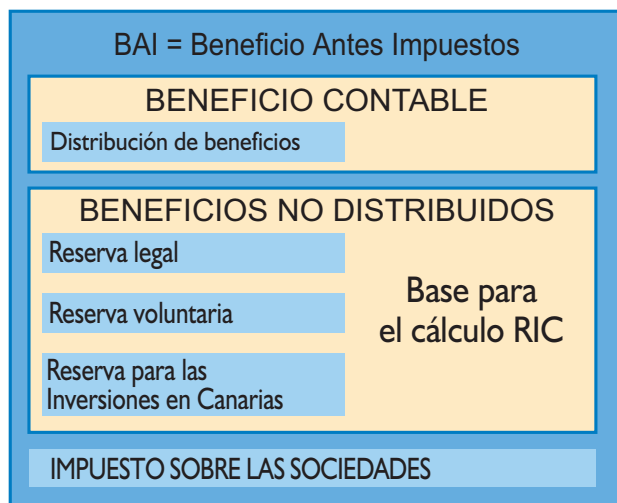 BAI = Beneficio Antes Impuestos
BENEFICIO CONTABLE
Distribución de beneficios
BENEFICIOS NO DISTRIBUIDOS
Reserva legal
Reserva voluntaria
Reserva para las
Inversiones en Canarias
Base para
el cálculo RIC
IMPUESTO SOBRE LAS SOCIEDADES